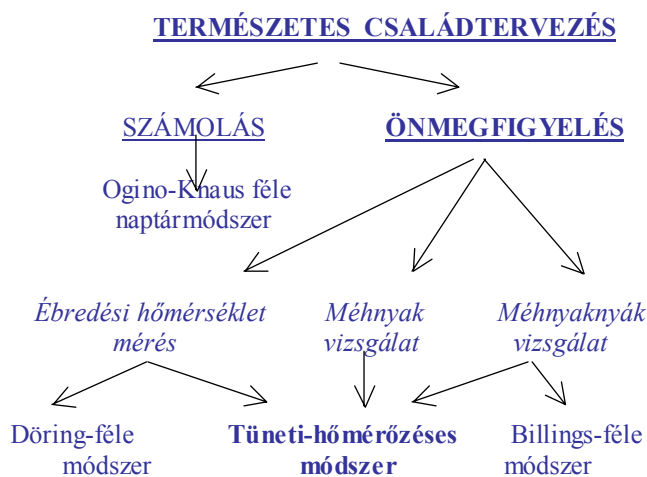 TERMÉSZETES CSALÁDTERVEZÉS
SZÁMOLÁS
ÖNMEGFIGYELÉS
Ogino-Knaus féle
naptármódszer
Ébredési hőmérséklet
mérés
Méhnyak
vizsgálat
Méhnyaknyák
vizsgálat
Döring-féle
módszer
Tüneti-hőmérőzéses
módszer
Billings-féle
módszer